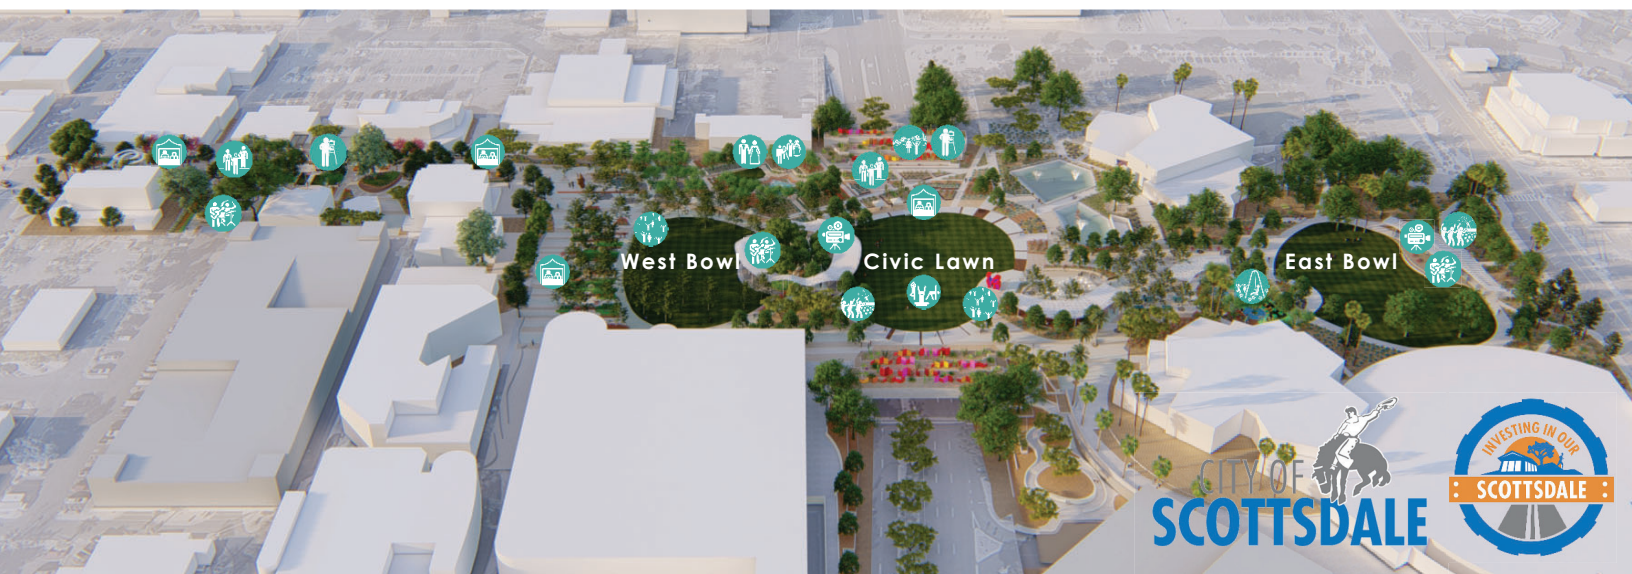 West Bowl
Civic Lawn
East Bowl
CITY OF
SCOTTSDALE
INVESTING IN OUR
SCOTTSDALE